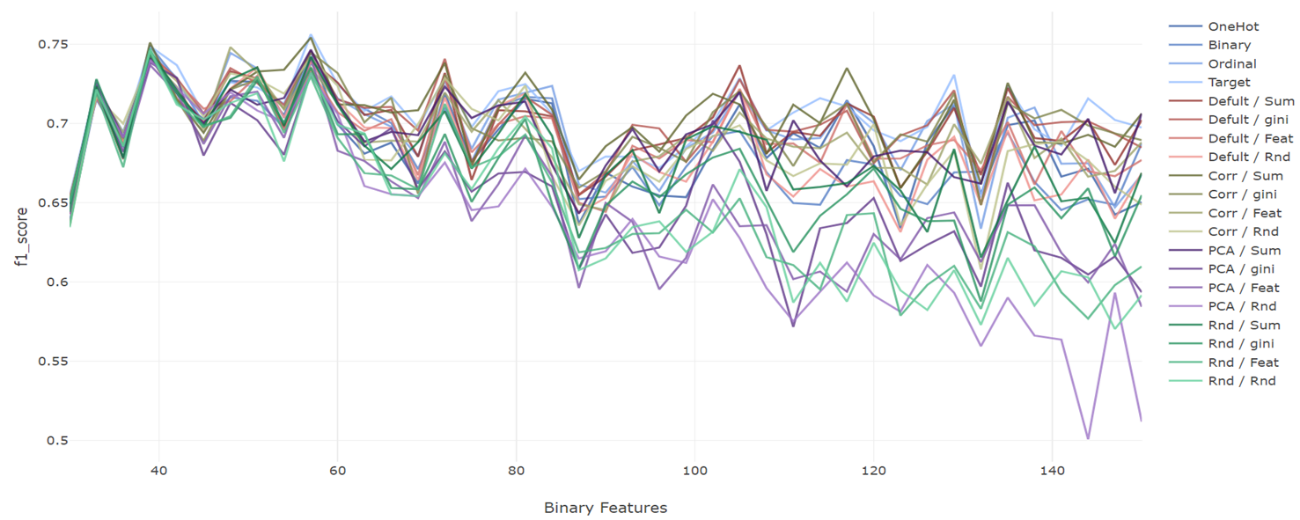 0.75
0.7
0.65
0.6
0.55
0.5
f1_score
40
60
80
100
120
140
Binary Features
OneHot
Binary
Ordinal
Target
Defult / Sum
Defult / gini
Defult / Feat
Defult / Rnd
Corr / Sum
Corr / gini
Corr / Feat
Corr / Rnd
PCA / Sum
PCA / gini
PCA / Feat
PCA / Rnd
Rnd / Sum
Rnd / gini
Rnd / Feat
Rnd / Rnd